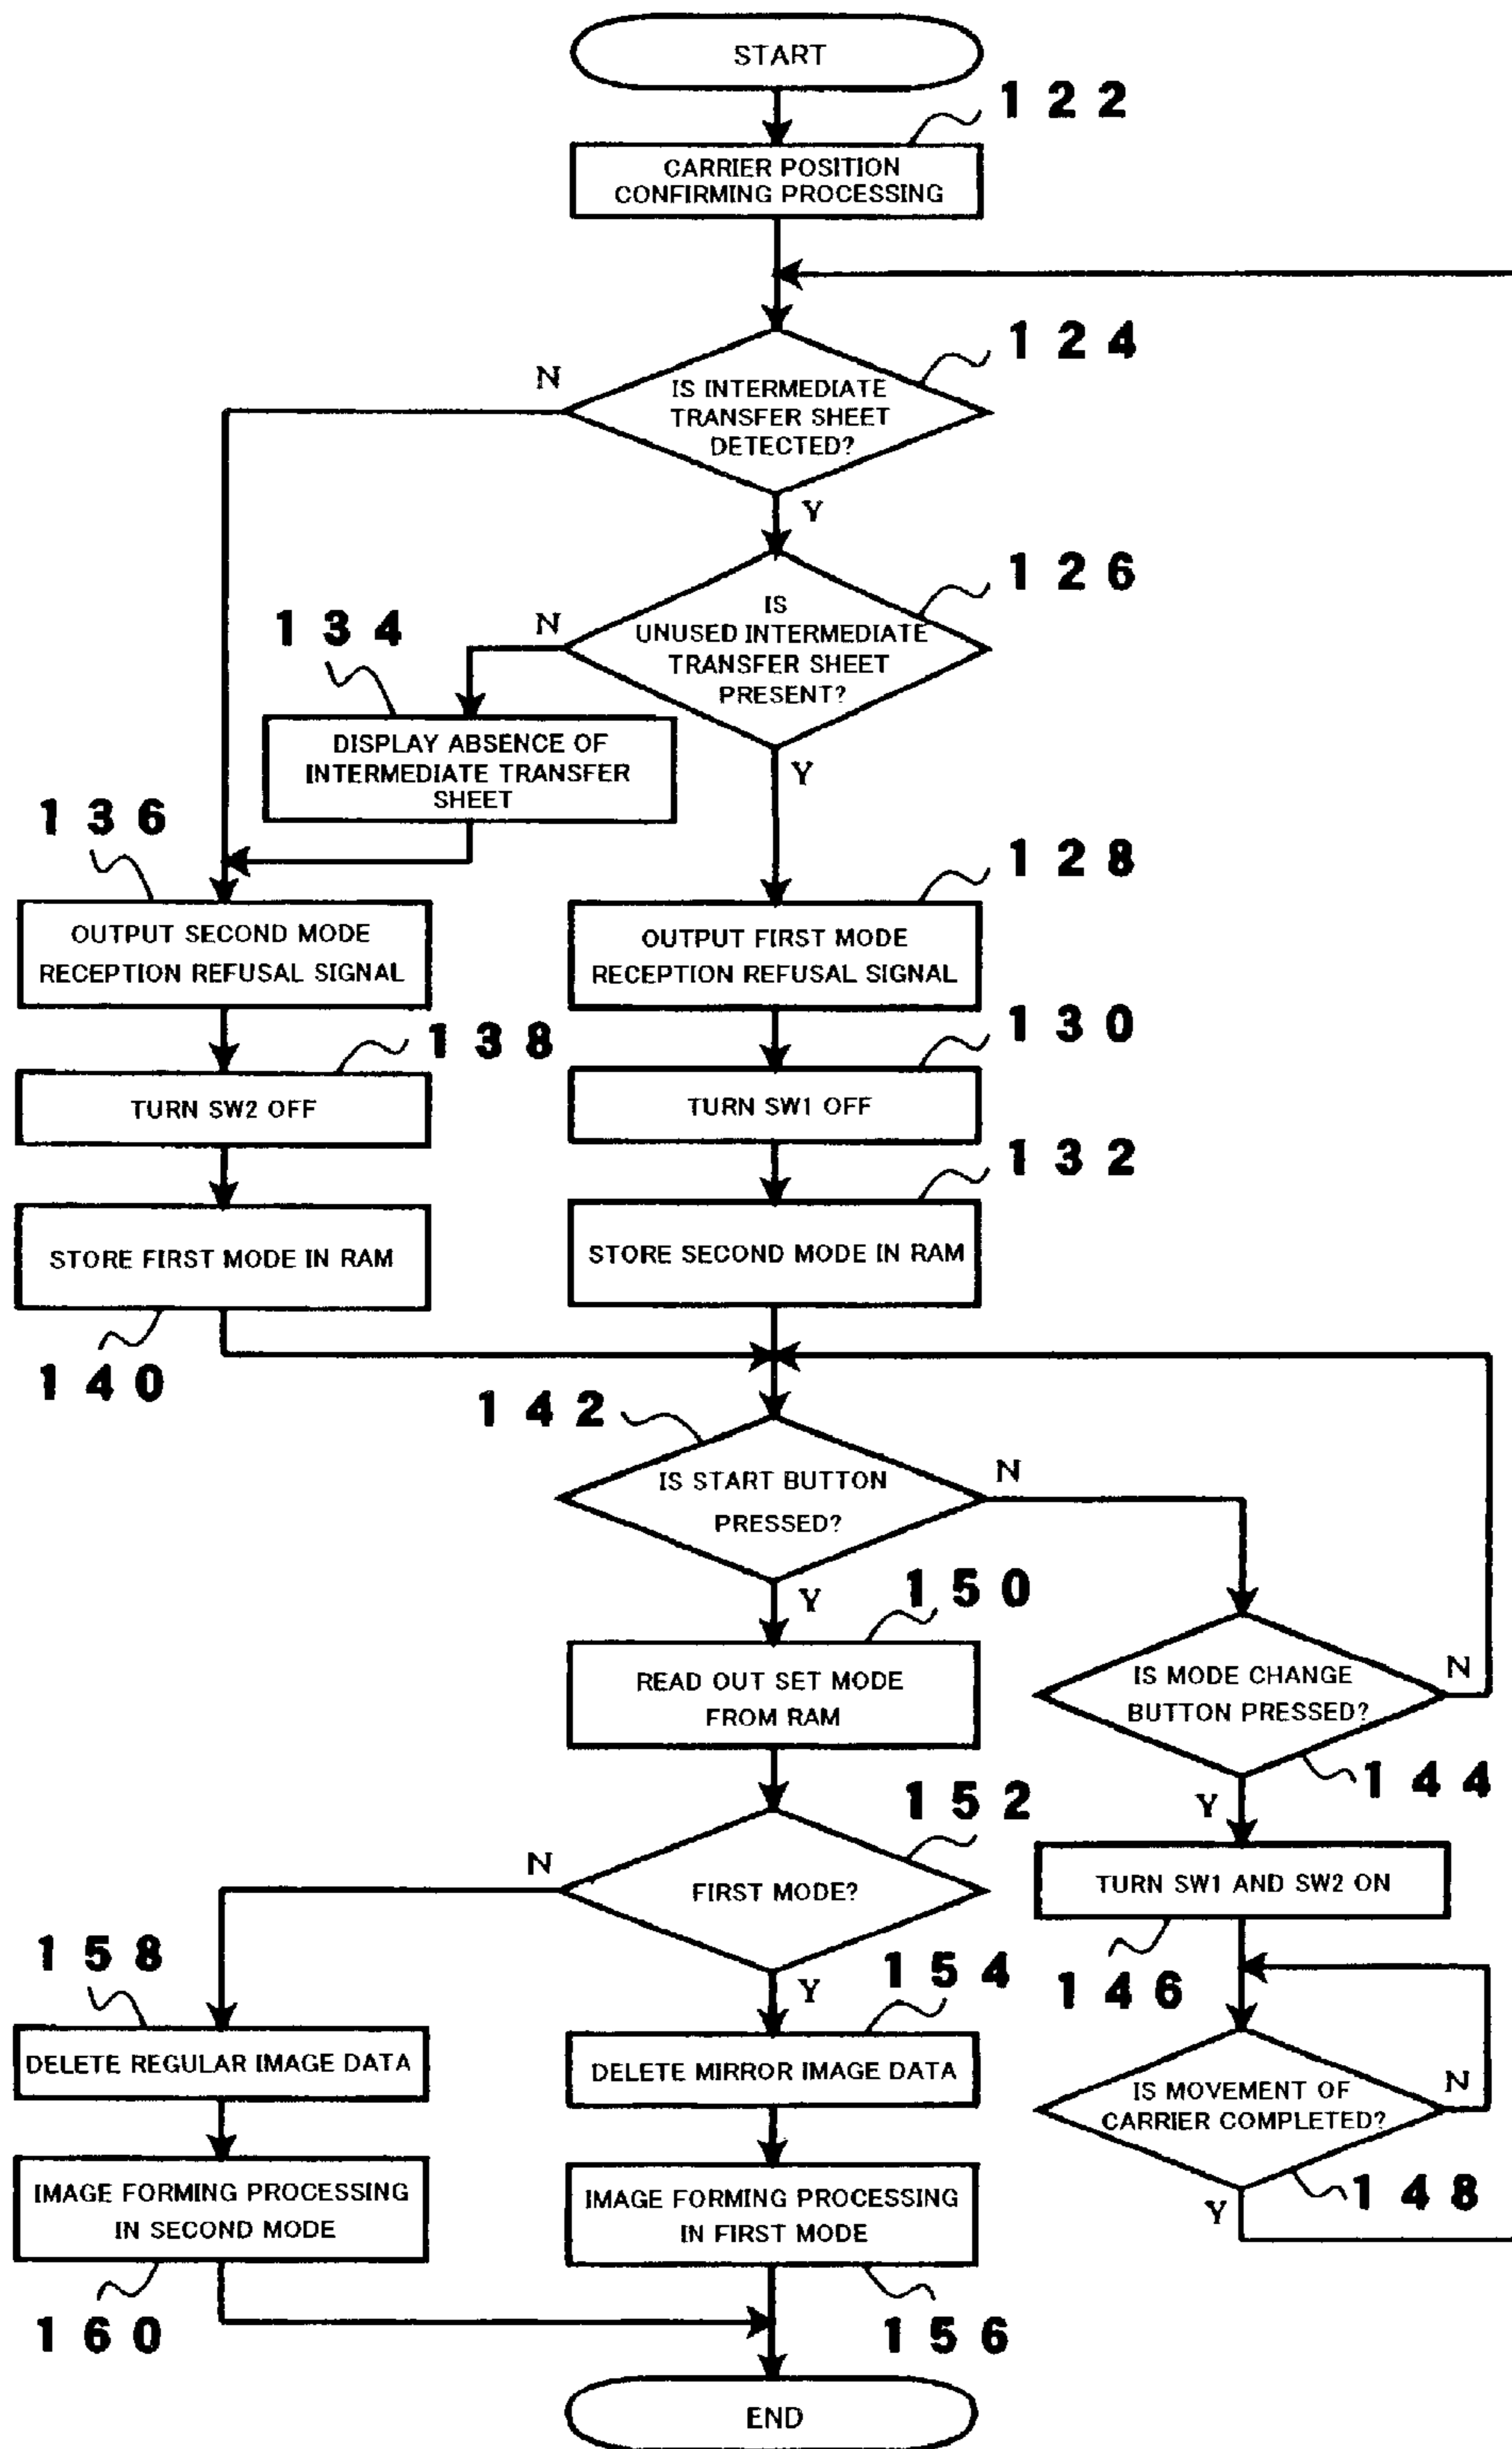 START
122
CARRIER POSITION
CONFIRMING PROCESSING
124
N
IS INTERMEDIATE
TRANSFER SHEET
DETECTED?
Y
126
N
IS
UNUSED INTERMEDIATE
TRANSFER SHEET
PRESENT?
Y
134
DISPLAY ABSENCE OF
INTERMEDIATE TRANSFER
SHEET
136
OUTPUT SECOND MODE
RECEPTION REFUSAL SIGNAL
128
OUTPUT FIRST MODE
RECEPTION REFUSAL SIGNAL
138
TURN SW2 OFF
130
TURN SW1 OFF
132
STORE FIRST MODE IN RAM
140
STORE SECOND MODE IN RAM
142
IS START BUTTON
PRESSED?
N
Y
150
READ OUT SET MODE
FROM RAM
IS MODE CHANGE
BUTTON PRESSED?
N
144
Y
152
N
FIRST MODE?
Y
TURN SW1 AND SW2 ON
146
158
DELETE REGULAR IMAGE DATA
154
DELETE MIRROR IMAGE DATA
IS MOVEMENT OF
CARRIER COMPLETED?
N
148
Y
IMAGE FORMING PROCESSING
IN SECOND MODE
160
IMAGE FORMING PROCESSING
IN FIRST MODE
156
END